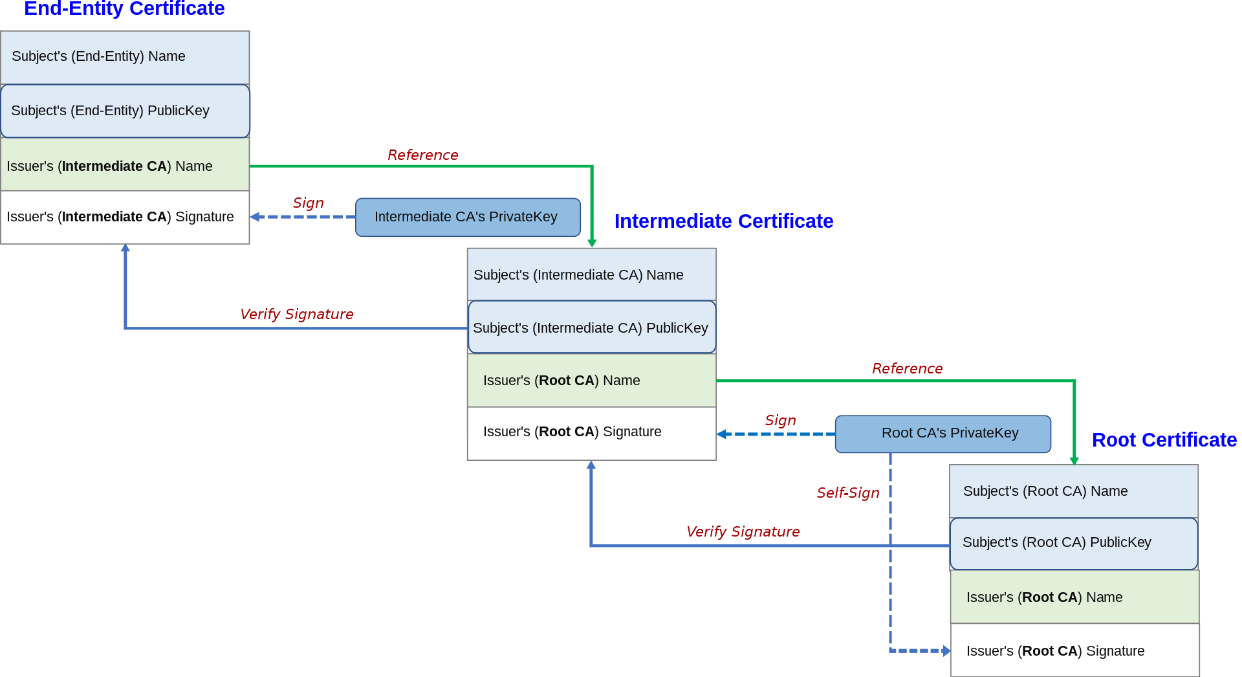 End-Entity Certificate
Subject's (End-Entity) Name
Subject's (End-Entity) PublicKey
Issuer's (Intermediate CA) Name
Reference
Issuer's (Intermediate CA) Signature
Sign
Intermediate CA's PrivateKey
Intermediate Certificate
Subject's (Intermediate CA) Name
Verify Signature
Subject's (Intermediate CA) PublicKey
Issuer's (Root CA) Name
Reference
Issuer's (Root CA) Signature
Sign
Root CA's PrivateKey
Root Certificate
Self-Sign
Subject's (Root CA) Name
Verify Signature
Subject's (Root CA) PublicKey
Issuer's (Root CA) Name
Issuer's (Root CA) Signature